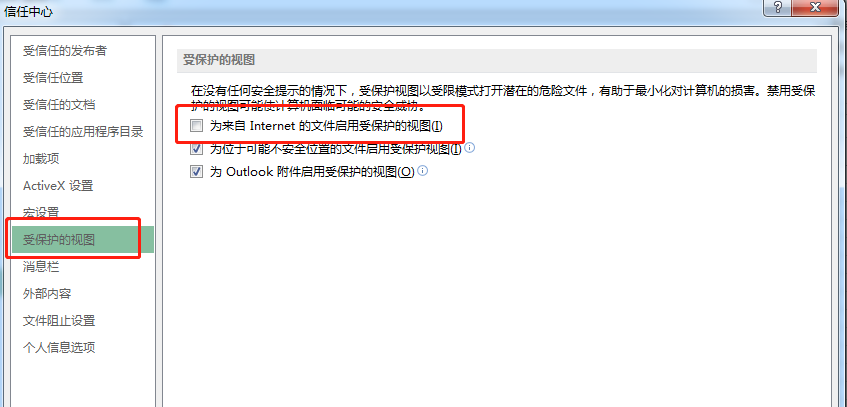 信任中心
?
受信任的发布者
受信任位置
受信任的文档
受信任的应用程序目录
加载项
ActiveX 设置
宏设置
受保护的视图
消息栏
外部内容
文件阻止设置
个人信息选项
受保护的视图
在没有任何安全提示的情况下，受保护视图以受限模式打开潜在的危险文件，有助于最小化对计算机的损害。禁用受保
护的视图可能使计算机面临可能的安全威胁。
为来自 Internet 的文件启用受保护的视图(I)
为位于可能不安全位置的文件启用受保护视图(I)
为 Outlook 附件启用受保护的视图(O)